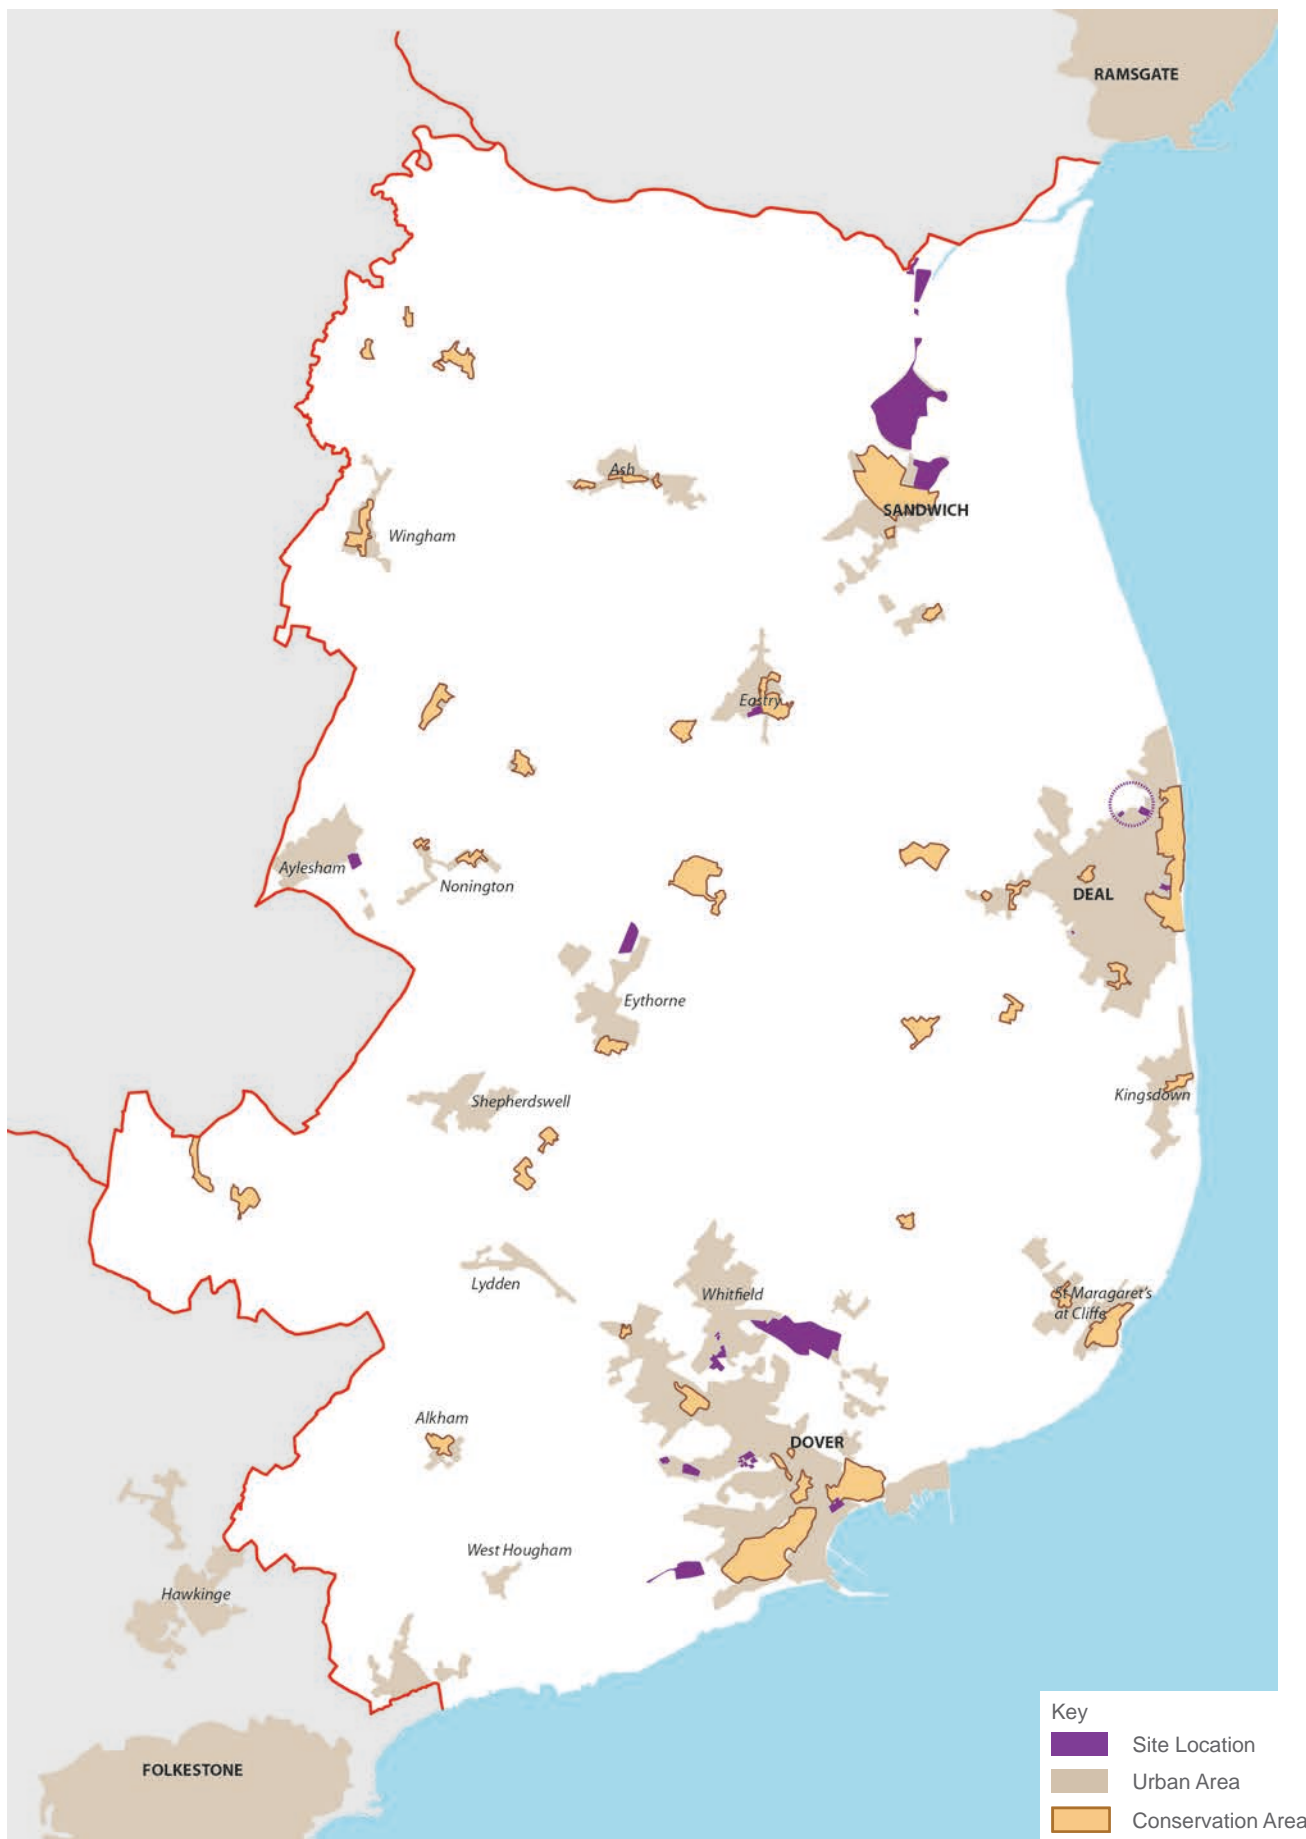 RAMSGATE
Ash
SANDWICH
Wingham
Eastry
Aylesham
Nonington
DEAL
Eythorne
Kingsdown
Shepherdswell
Lydden
Whitfield
St Maragaret's
at Cliffe
Alkham
DOVER
West Hougham
Hawkinge
FOLKESTONE
Key
Site Location
Urban Area
Conservation Area